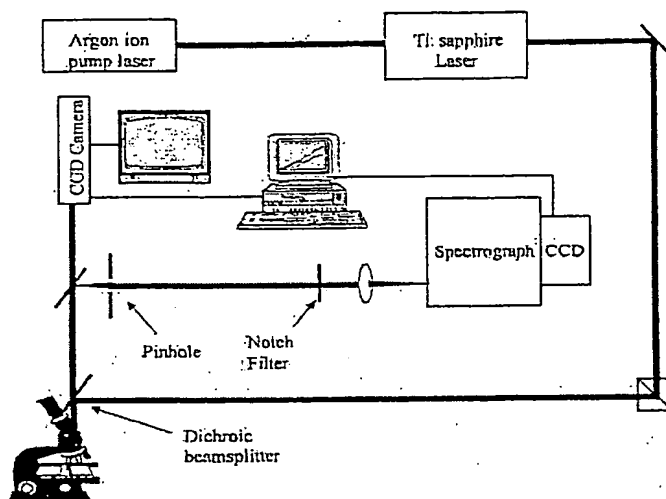 Argon ion
pump laser
Ti: sapphire
Laser
CCD Camera
Spectrograph
CCD
Pinhole
Notch
Filter
Dichroic
beamsplitter